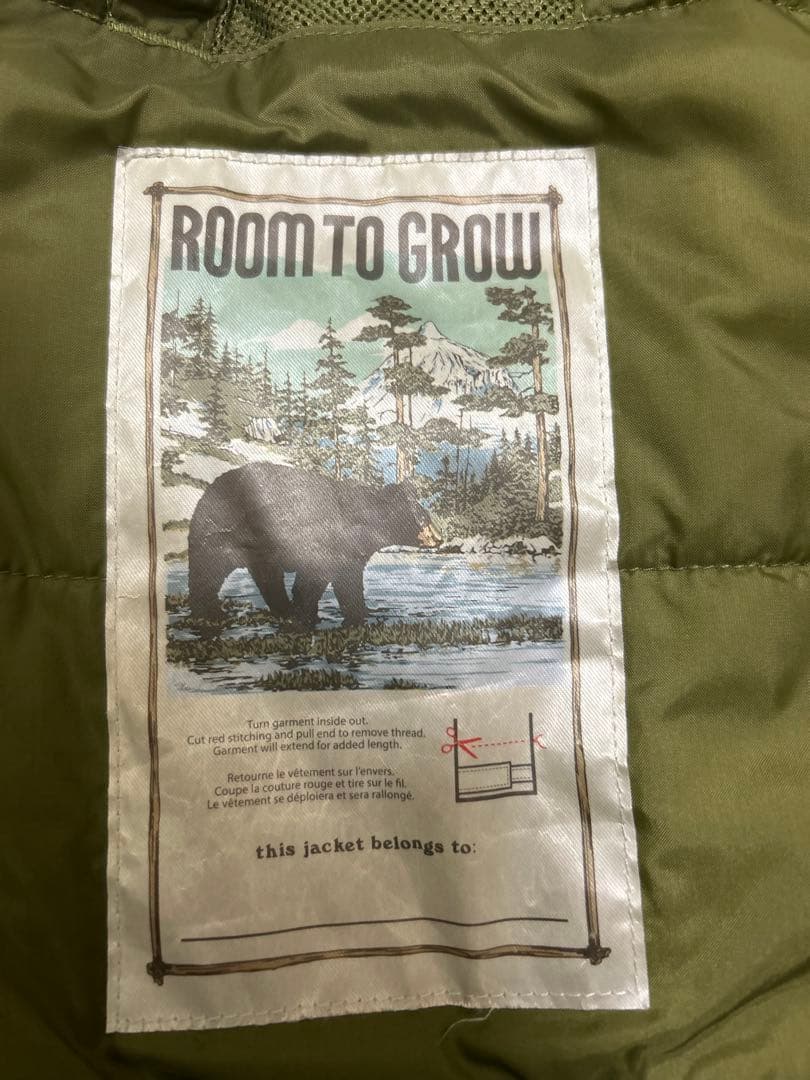 ROOM TO GROW
Turn garment inside out.
Cut red stitching and pull end to remove thread.
Garment will extend for added length.
Retourne le vêtement sur l'envers.
Coupe la couture rouge et tire sur le fil.
Le vêtement se déploiera et sera rallongé.
this jacket belongs to: